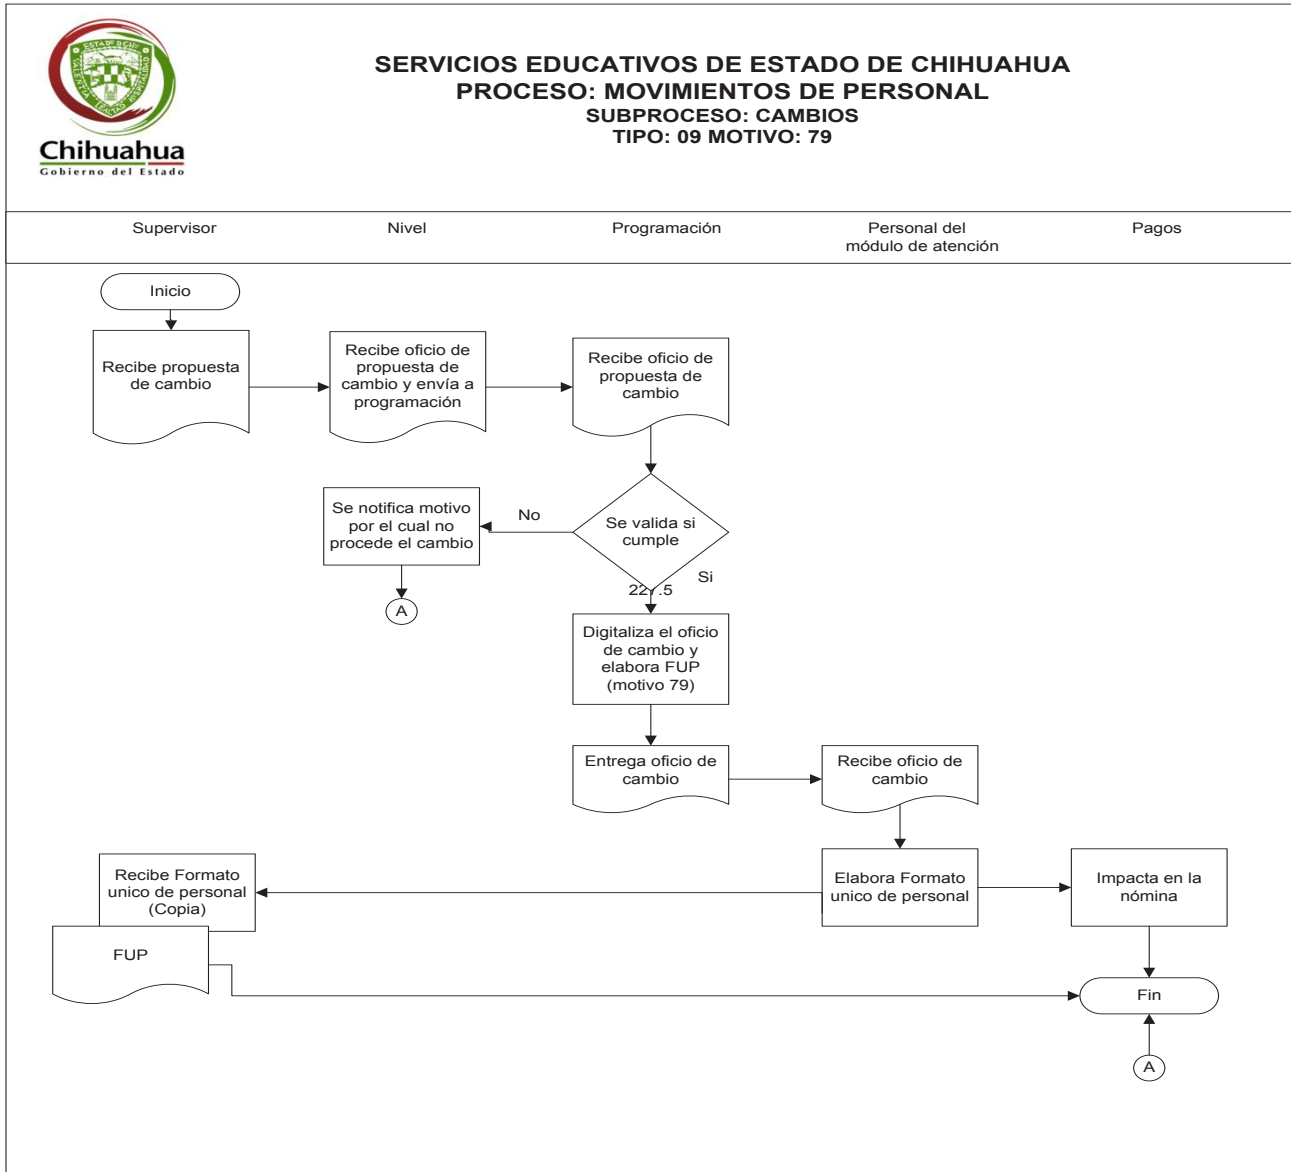 SERVICIOS EDUCATIVOS DE ESTADO DE CHIHUAHUA
PROCESO: MOVIMIENTOS DE PERSONAL
SUBPROCESO: CAMBIOS
TIPO: 09 MOTIVO: 79
Chihuahua
Gobierno del Estado
Supervisor
Nivel
Programación
Personal del
módulo de atención
Pagos
Inicio
Recibe propuesta
de cambio
Recibe oficio de
propuesta de
cambio y envía a
programación
Recibe oficio de
propuesta de
cambio
Se notifica motivo
por el cual no
procede el cambio
No
Se valida si
cumple
Si
A
Digitaliza el oficio
de cambio y
elabora FUP
(motivo 79)
Entrega oficio de
cambio
Recibe oficio de
cambio
Recibe Formato
unico de personal
(Copia)
Elabora Formato
unico de personal
Impacta en la
nómina
FUP
Fin
A